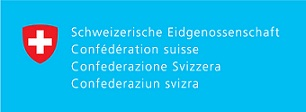 Schweizerische Eidgenossenschaft
Confédération suisse
Confederazione Svizzera
Confederaziun svizra